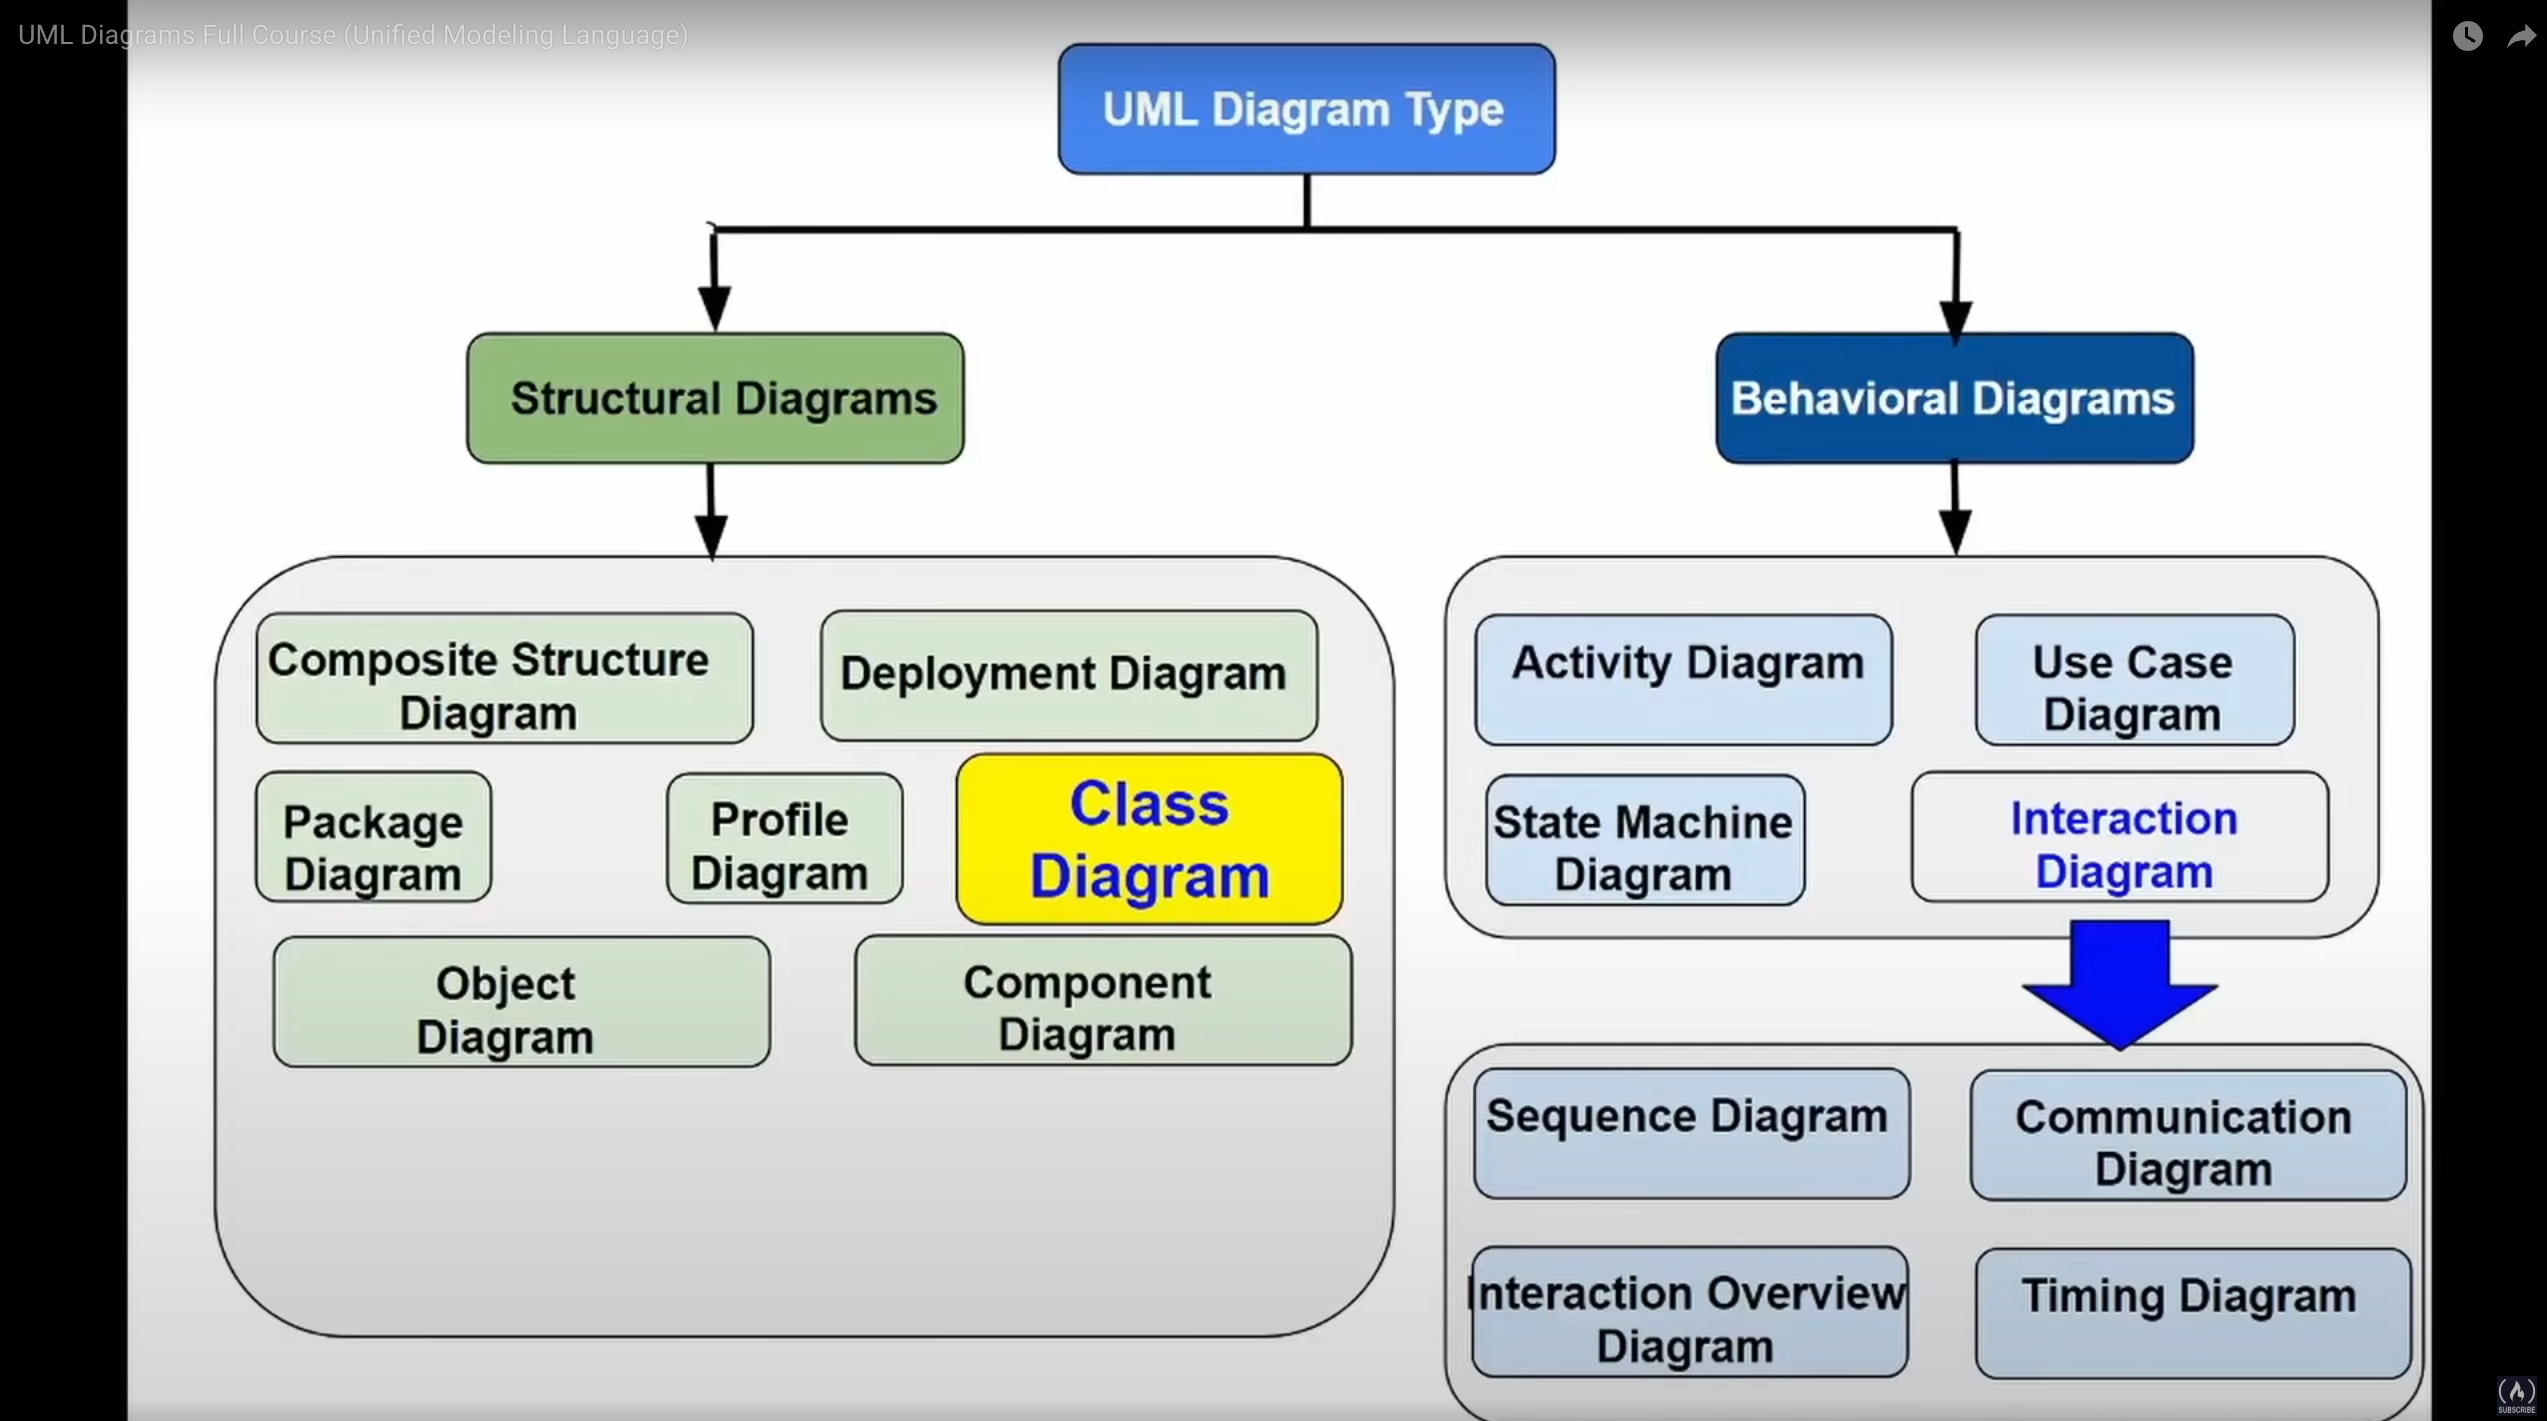 UML Diagrams Full Course (Unified Modeling Language)
UML Diagram Type
Structural Diagrams
Behavioral Diagrams
Composite Structure
Diagram
Deployment Diagram
Package
Diagram
Profile
Diagram
Class
Diagram
Object
Diagram
Component
Diagram
Activity Diagram
Use Case
Diagram
State Machine
Diagram
Interaction
Diagram
Sequence Diagram
Communication
Diagram
Interaction Overview
Diagram
Timing Diagram
SUBSCRIBE